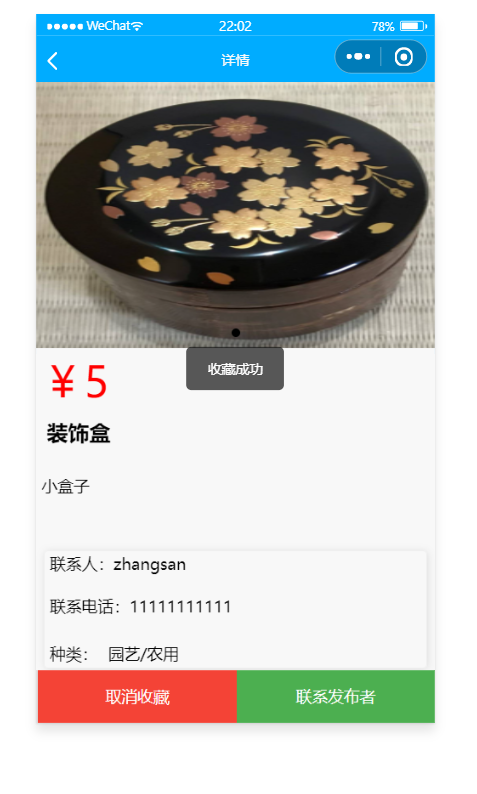 WeChat 22:02 78%
详情
收藏成功
￥5
装饰盒
小盒子
联系人：zhangsan
联系电话：11111111111
种类： 园艺/农用
取消收藏 联系发布者